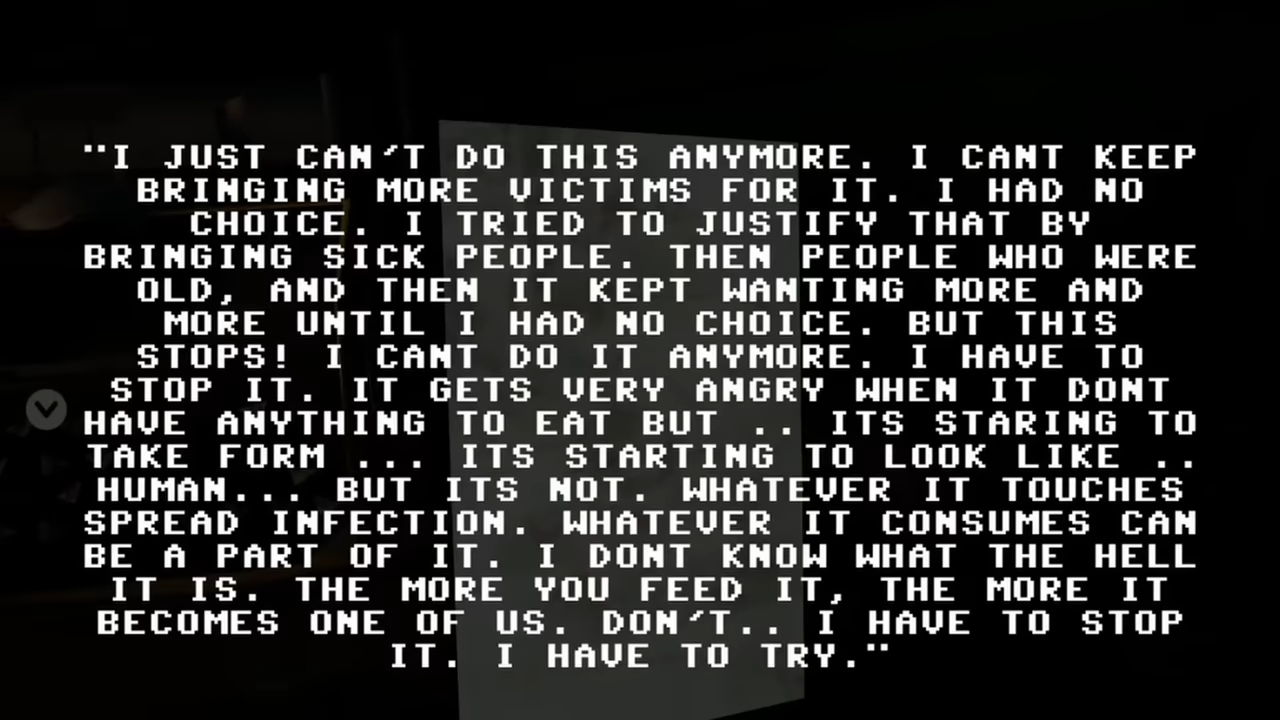 "I JUST CAN'T DO THIS ANYMORE. I CANT KEEP
BRINGING MORE VICTIMS FOR IT. I HAD NO
CHOICE. I TRIED TO JUSTIFY THAT BY
BRINGING SICK PEOPLE. THEN PEOPLE WHO WERE
OLD, AND THEN IT KEPT WANTING MORE AND
MORE UNTIL I HAD NO CHOICE. BUT THIS
STOPS! I CANT DO IT ANYMORE. I HAVE TO
STOP IT. IT GETS VERY ANGRY WHEN IT DONT
HAVE ANYTHING TO EAT BUT .. ITS STARING TO
TAKE FORM ... ITS STARTING TO LOOK LIKE ..
HUMAN... BUT ITS NOT. WHATEVER IT TOUCHES
SPREAD INFECTION. WHATEVER IT CONSUMES CAN
BE A PART OF IT. I DONT KNOW WHAT THE HELL
IT IS. THE MORE YOU FEED IT, THE MORE IT
BECOMES ONE OF US. DON'T.. I HAVE TO STOP
IT. I HAVE TO TRY."